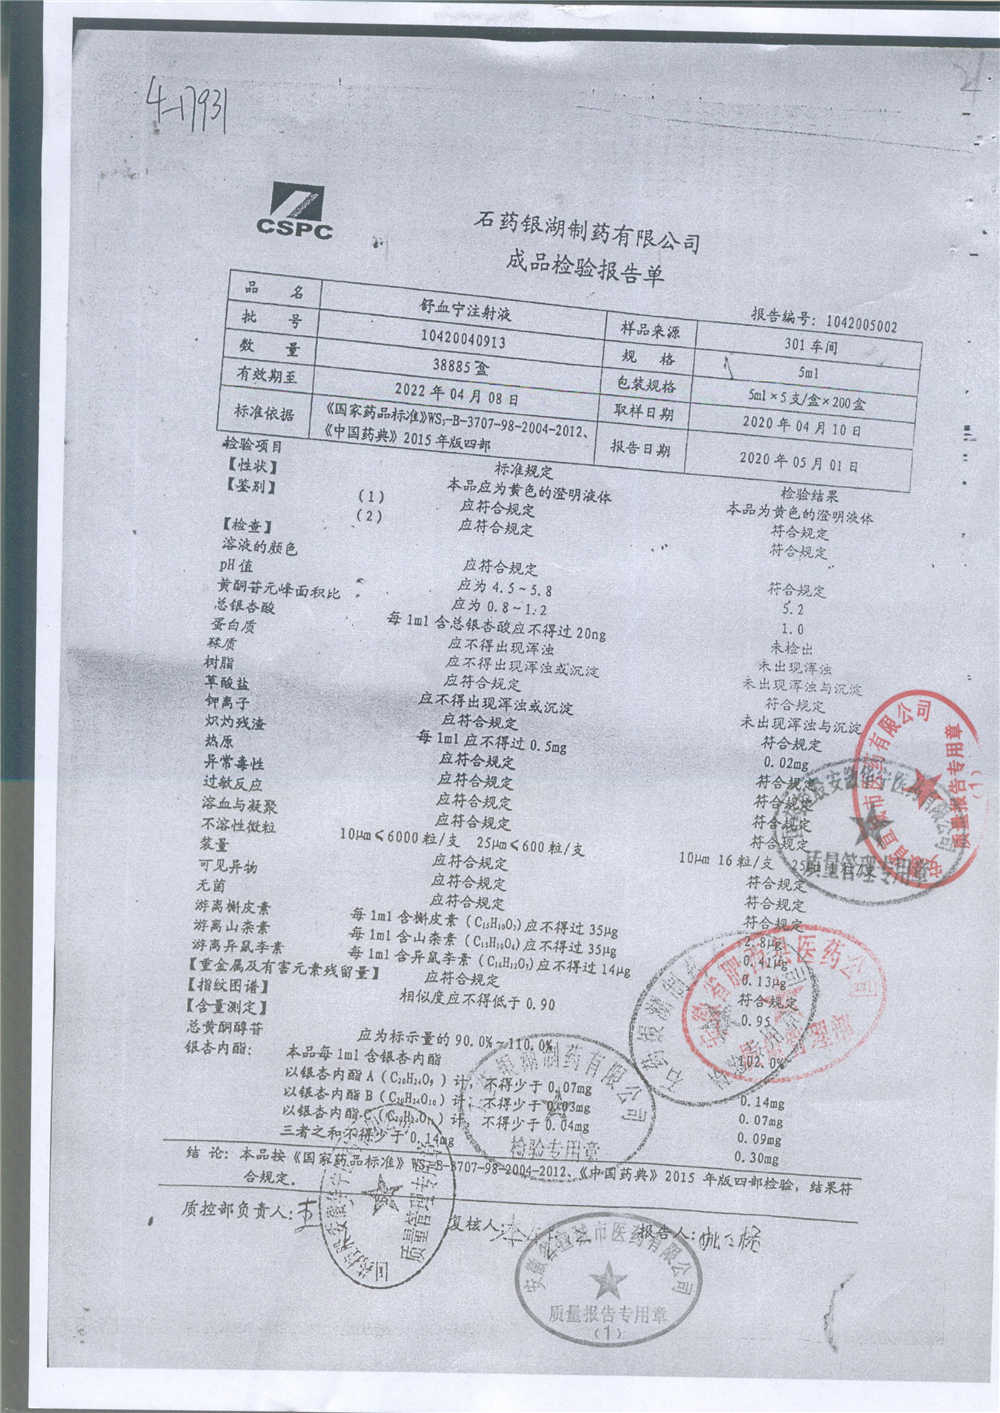 4-17931
CSPC
石药银湖制药有限公司
成品检验报告单
报告编号：1042005002
品 名 舒血宁注射液 样品来源 301车间
批 号 10420040913 规 格 5ml
数 量 38885盒 包装规格 5ml×5支/盒×200盒
有效期至 2022年04月08日 取样日期 2020年04月10日
标准依据 《国家药品标准》WS₃-B-3707-98-2004-2012、《中国药典》2015年版四部 报告日期 2020年05月01日
检验项目 标准规定 检验结果
【性状】 本品应为黄色的澄明液体 本品为黄色的澄明液体
【鉴别】 (1) 应符合规定 符合规定
(2) 应符合规定 符合规定
【检查】
溶液的颜色 应符合规定 符合规定
pH值 应为4.5~5.8 5.2
黄酮苷元峰面积比 应为0.8~1.2 1.0
总银杏酸 每1ml含总银杏酸应不得过20ng 未检出
蛋白质 应不得出现浑浊 未出现浑浊
鞣质 应不得出现浑浊或沉淀 未出现浑浊与沉淀
树脂 应符合规定 符合规定
草酸盐 应不得出现浑浊或沉淀 未出现浑浊与沉淀
钾离子 应符合规定 符合规定
炽灼残渣 每1ml应不得过0.5mg 0.02mg
热原 应符合规定 符合规定
异常毒性 应符合规定 符合规定
过敏反应 应符合规定 符合规定
溶血与凝聚 应符合规定 符合规定
不溶性微粒 10μm≤6000粒/支 25μm≤600粒/支 10μm 16粒/支
装量 应符合规定 符合规定
可见异物 应符合规定 符合规定
无菌 应符合规定 符合规定
游离槲皮素 每1ml含槲皮素（C₁₅H₁₀O₇）应不得过35μg 2.8μg
游离山柰素 每1ml含山柰素（C₁₅H₁₀O₆）应不得过35μg 0.41μg
游离异鼠李素 每1ml含异鼠李素（C₁₆H₁₂O₇）应不得过14μg 0.13μg
【重金属及有害元素残留量】 应符合规定 符合规定
【指纹图谱】 相似度应不得低于0.90 0.95
【含量测定】
总黄酮醇苷 应为标示量的90.0%~110.0% 102.0%
银杏内酯： 本品每1ml含银杏内酯
以银杏内酯A（C₂₀H₂₄O₉）计，不得少于0.07mg 0.14mg
以银杏内酯B（C₂₀H₂₄O₁₀）计，不得少于0.03mg 0.07mg
以银杏内酯C（C₂₀H₂₄O₁₁）计，不得少于0.04mg 0.09mg
三者之和不得少于0.14mg 0.30mg
结 论：本品按《国家药品标准》WS₃-B-3707-98-2004-2012、《中国药典》2015年版四部检验，结果符
合规定.
质控部负责人： 复核人： 报告人：
石药银湖制药有限公司
检验专用章
质量管理专用章
安徽省宣城市医药有限公司
质量报告专用章
(1)